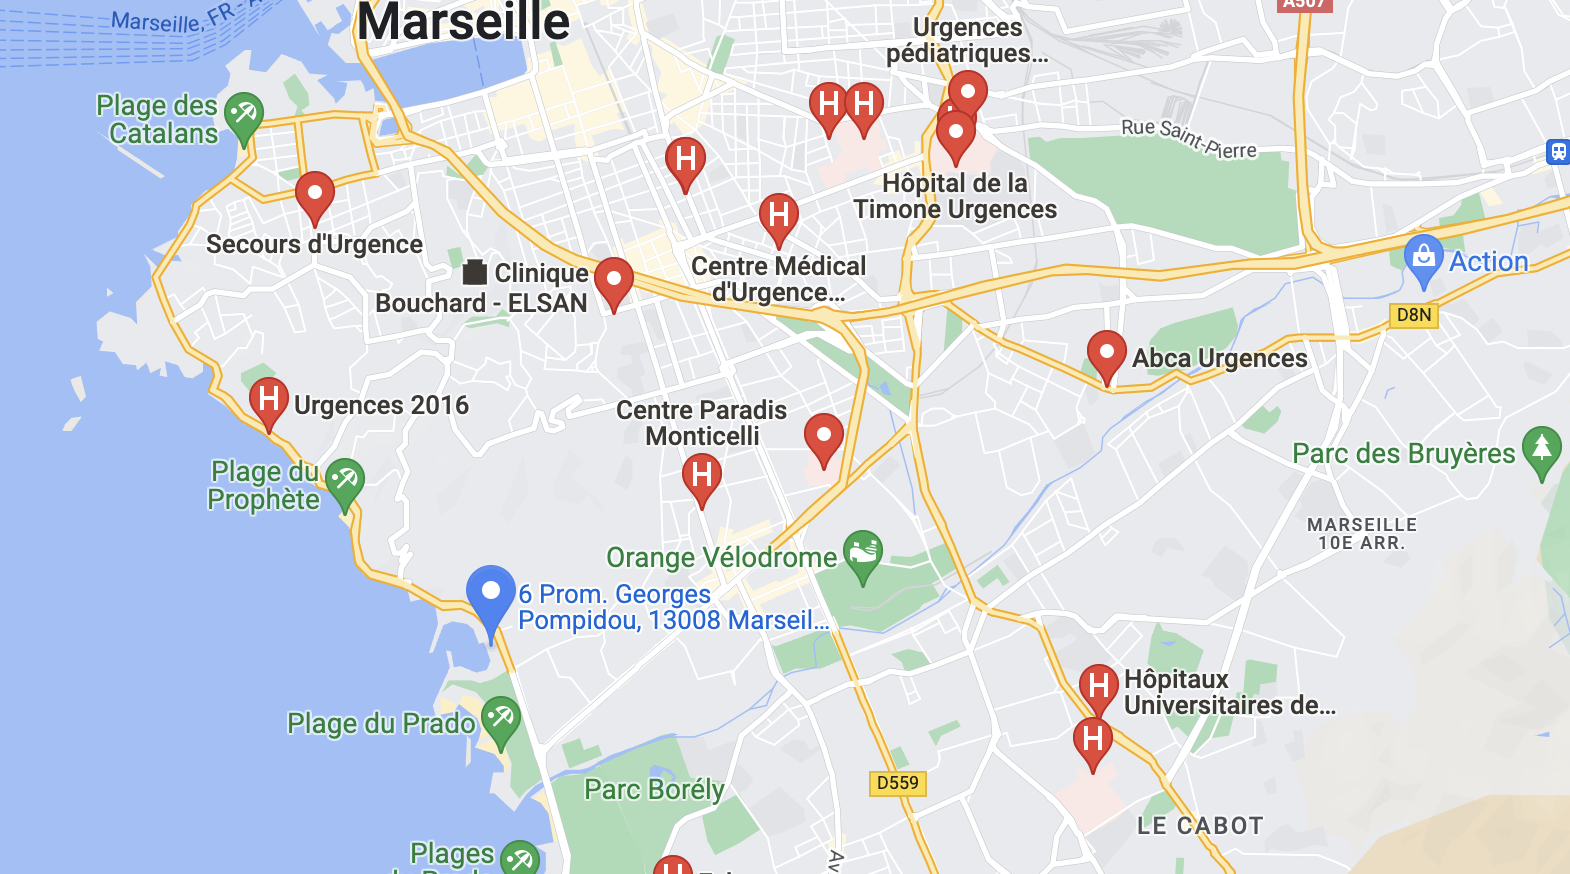 Marseille, FR - A
Marseille
A507
Urgences
pédiatriques...
Plage des
Catalans
H
H
Rue Saint-Pierre
H
Hôpital de la
Timone Urgences
H
Secours d'Urgence
Clinique
Bouchard - ELSAN
Centre Médical
d'Urgence...
Action
D8N
Abca Urgences
H
Urgences 2016
Centre Paradis
Monticelli
H
Plage du
Prophète
Parc des Bruyères
MARSEILLE
10E ARR.
Orange Vélodrome
6 Prom. Georges
Pompidou, 13008 Marseil...
H
Hôpitaux
Universitaires de...
H
Plage du Prado
D559
Parc Borély
LE CABOT
Plages
Av
H